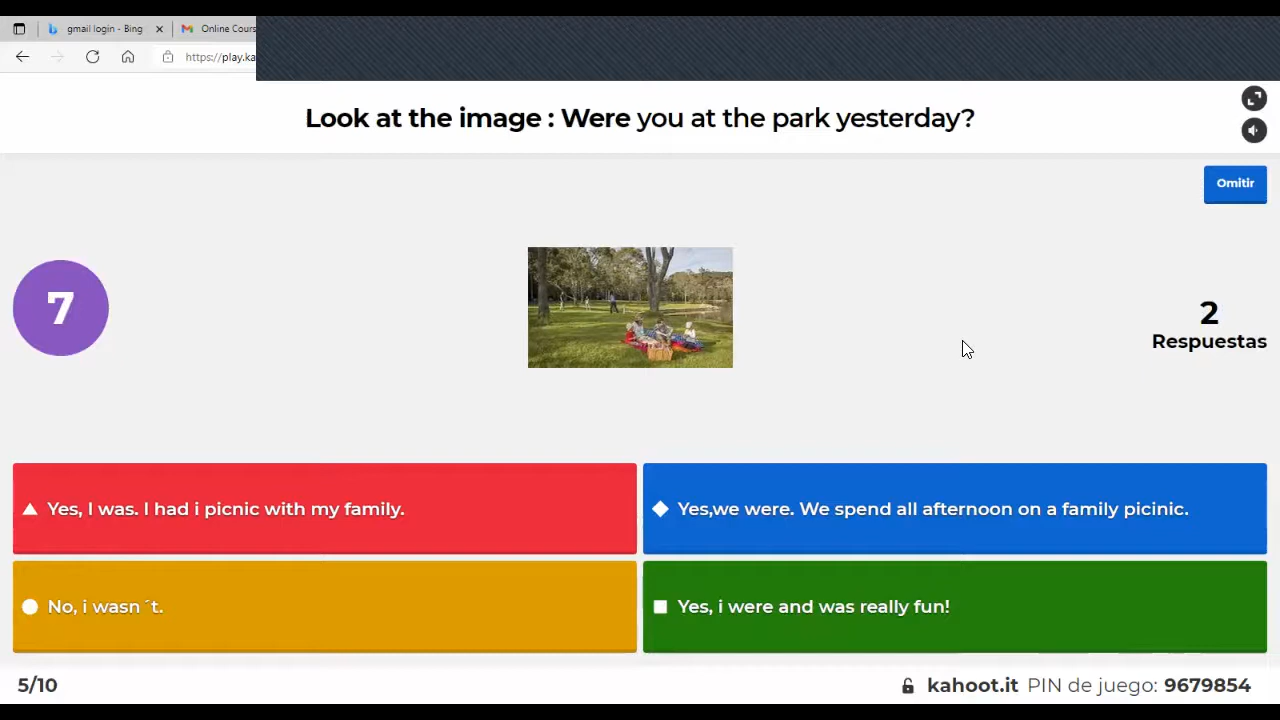 gmail login - Bing
Online Cours
https://play.ka
Look at the image : Were you at the park yesterday?
Omitir
7
2
Respuestas
Yes, I was. I had i picnic with my family.
Yes,we were. We spend all afternoon on a family picinic.
No, i wasn´t.
Yes, i were and was really fun!
5/10
kahoot.it PIN de juego: 9679854